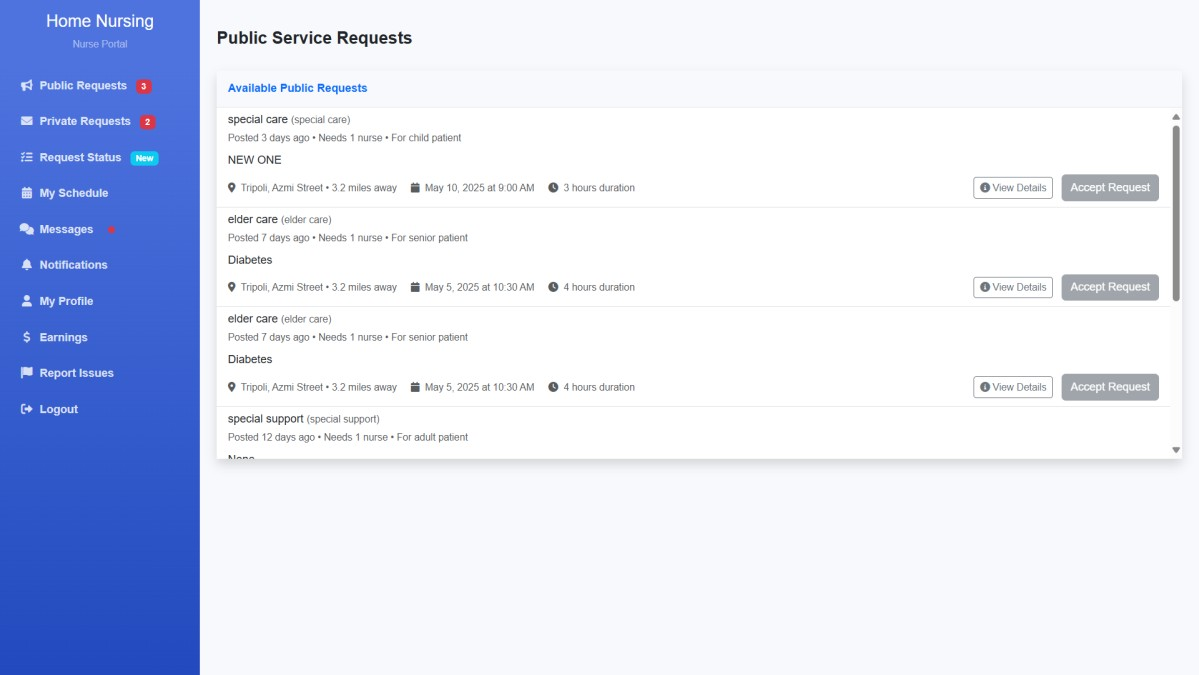 Home Nursing
Nurse Portal
Public Requests 3
Private Requests 2
Request Status New
My Schedule
Messages
Notifications
My Profile
Earnings
Report Issues
Logout
Public Service Requests
Available Public Requests
special care (special care)
Posted 3 days ago • Needs 1 nurse • For child patient
NEW ONE
Tripoli, Azmi Street • 3.2 miles away May 10, 2025 at 9:00 AM 3 hours duration View Details Accept Request
elder care (elder care)
Posted 7 days ago • Needs 1 nurse • For senior patient
Diabetes
Tripoli, Azmi Street • 3.2 miles away May 5, 2025 at 10:30 AM 4 hours duration View Details Accept Request
elder care (elder care)
Posted 7 days ago • Needs 1 nurse • For senior patient
Diabetes
Tripoli, Azmi Street • 3.2 miles away May 5, 2025 at 10:30 AM 4 hours duration View Details Accept Request
special support (special support)
Posted 12 days ago • Needs 1 nurse • For adult patient